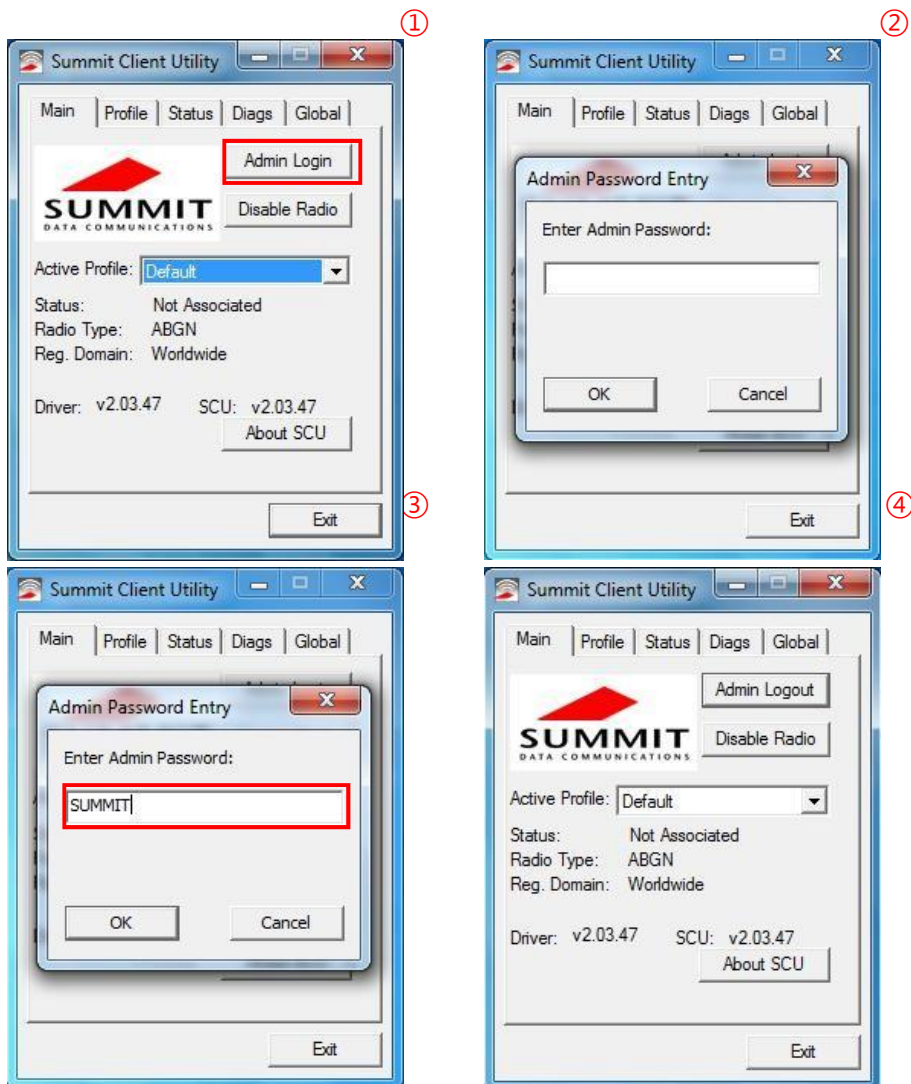 ①
Summit Client Utility
Main Profile Status Diags Global
Admin Login
SUMMIT
DATA COMMUNICATIONS
Disable Radio
Active Profile: Default
Status: Not Associated
Radio Type: ABGN
Reg. Domain: Worldwide
Driver: v2.03.47 SCU: v2.03.47
About SCU
Exit
②
Summit Client Utility
Main Profile Status Diags Global
Admin Password Entry
Enter Admin Password:
OK Cancel
Exit
③
Summit Client Utility
Main Profile Status Diags Global
Admin Password Entry
Enter Admin Password:
SUMMIT
OK Cancel
Exit
④
Summit Client Utility
Main Profile Status Diags Global
Admin Logout
SUMMIT
DATA COMMUNICATIONS
Disable Radio
Active Profile: Default
Status: Not Associated
Radio Type: ABGN
Reg. Domain: Worldwide
Driver: v2.03.47 SCU: v2.03.47
About SCU
Exit